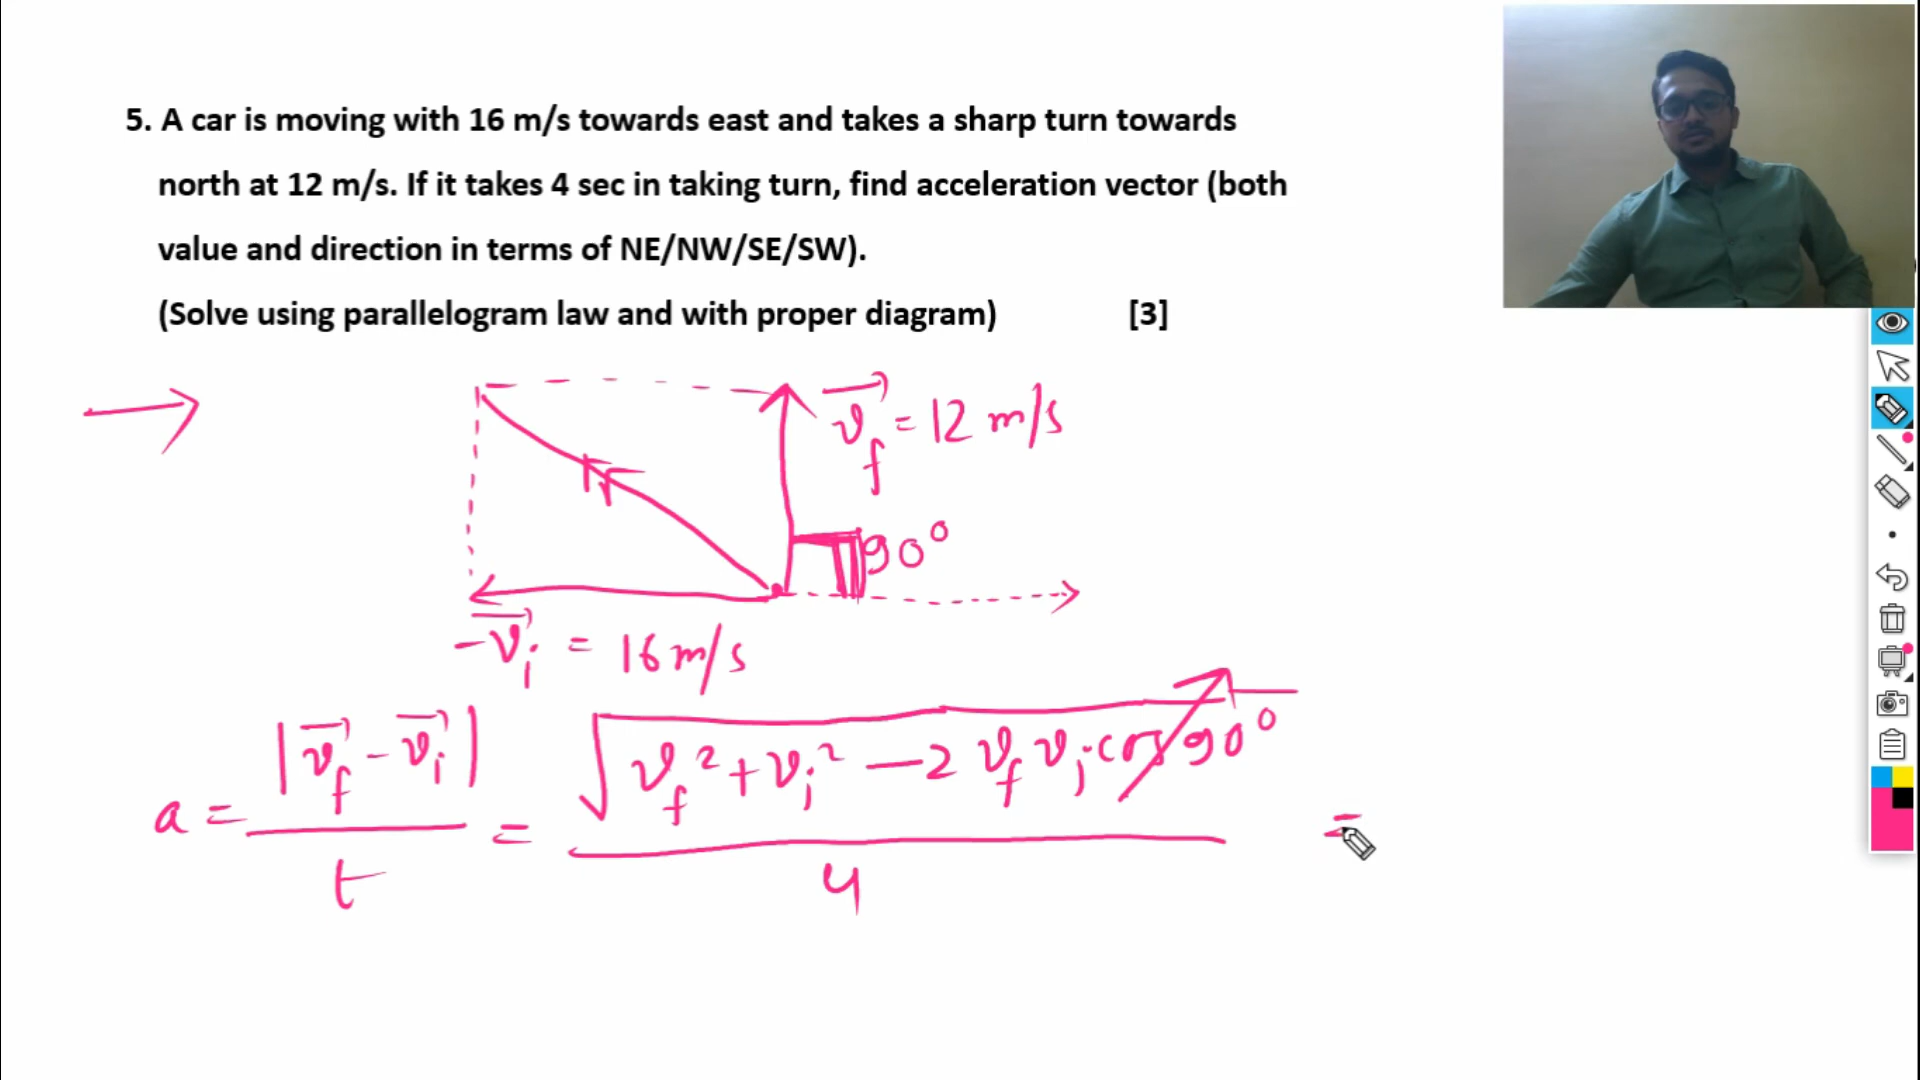 5. A car is moving with 16 m/s towards east and takes a sharp turn towards
north at 12 m/s. If it takes 4 sec in taking turn, find acceleration vector (both
value and direction in terms of NE/NW/SE/SW).
(Solve using parallelogram law and with proper diagram) [3]
v⃗f = 12 m/s
90°
-v⃗i = 16 m/s
a = |v⃗f - v⃗i| / t = √(vf² + vi² - 2 vf vi cos 90°) / 4 =